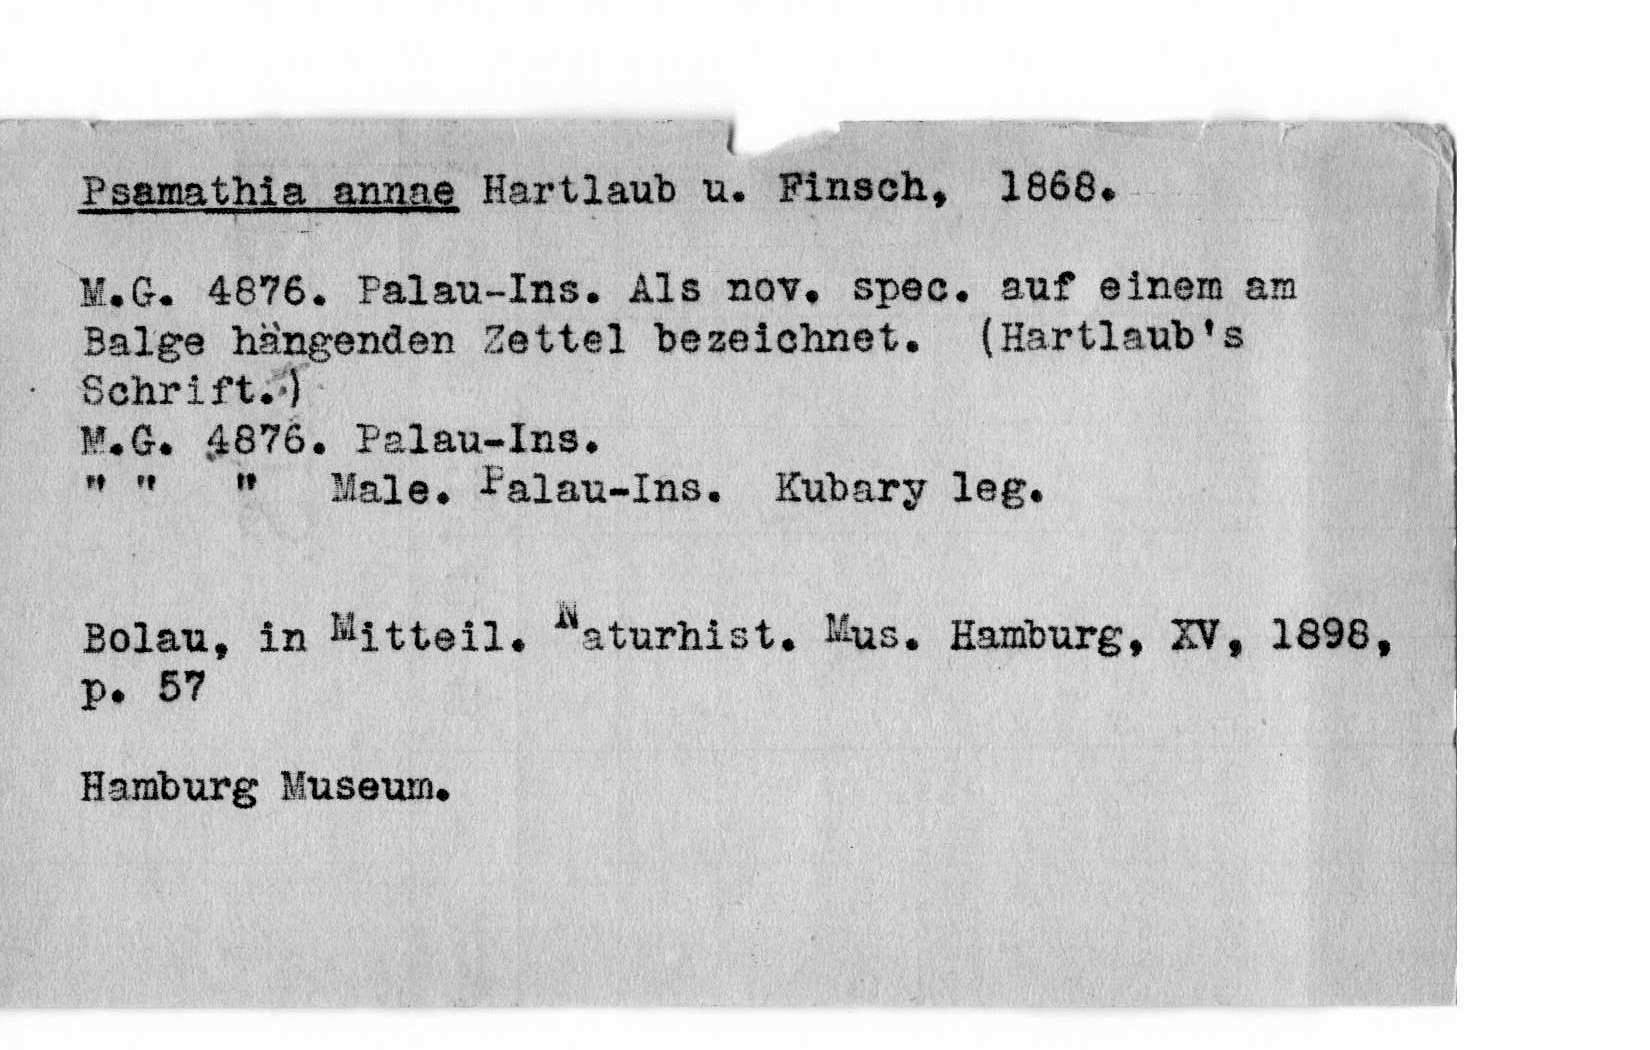 Psamathia annae Hartlaub u. Finsch, 1868.
M.G. 4876. Palau-Ins. Als nov. spec. auf einem am
Balge hängenden Zettel bezeichnet. (Hartlaub's
Schrift.)
M.G. 4876. Palau-Ins.
" " " Male. Palau-Ins. Kubary leg.
Bolau, in Mitteil. Naturhist. Mus. Hamburg, XV, 1898,
p. 57
Hamburg Museum.